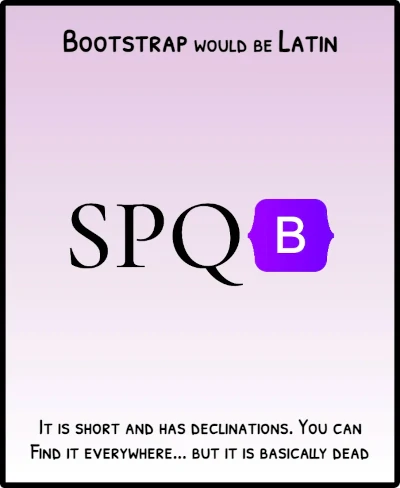 Bootstrap would be Latin
SPQB
It is short and has declinations. You can
Find it everywhere... but it is basically dead